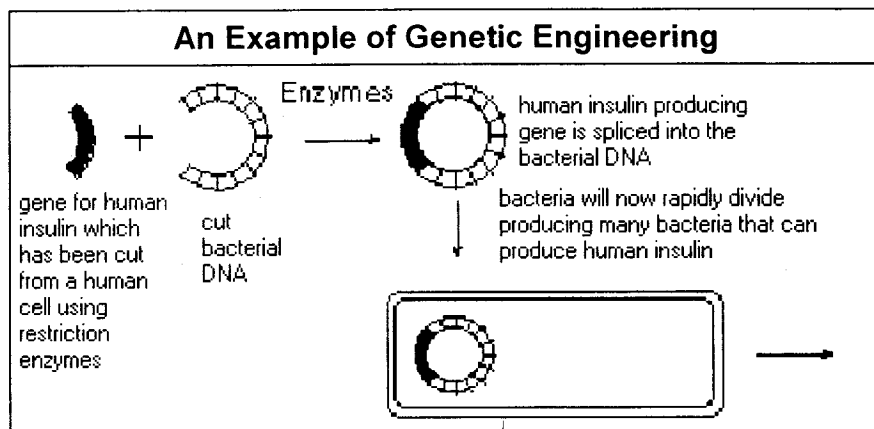 An Example of Genetic Engineering
Enzymes
+
gene for human
insulin which
has been cut
from a human
cell using
restriction
enzymes
cut
bacterial
DNA
human insulin producing
gene is spliced into the
bacterial DNA
bacteria will now rapidly divide
producing many bacteria that can
produce human insulin